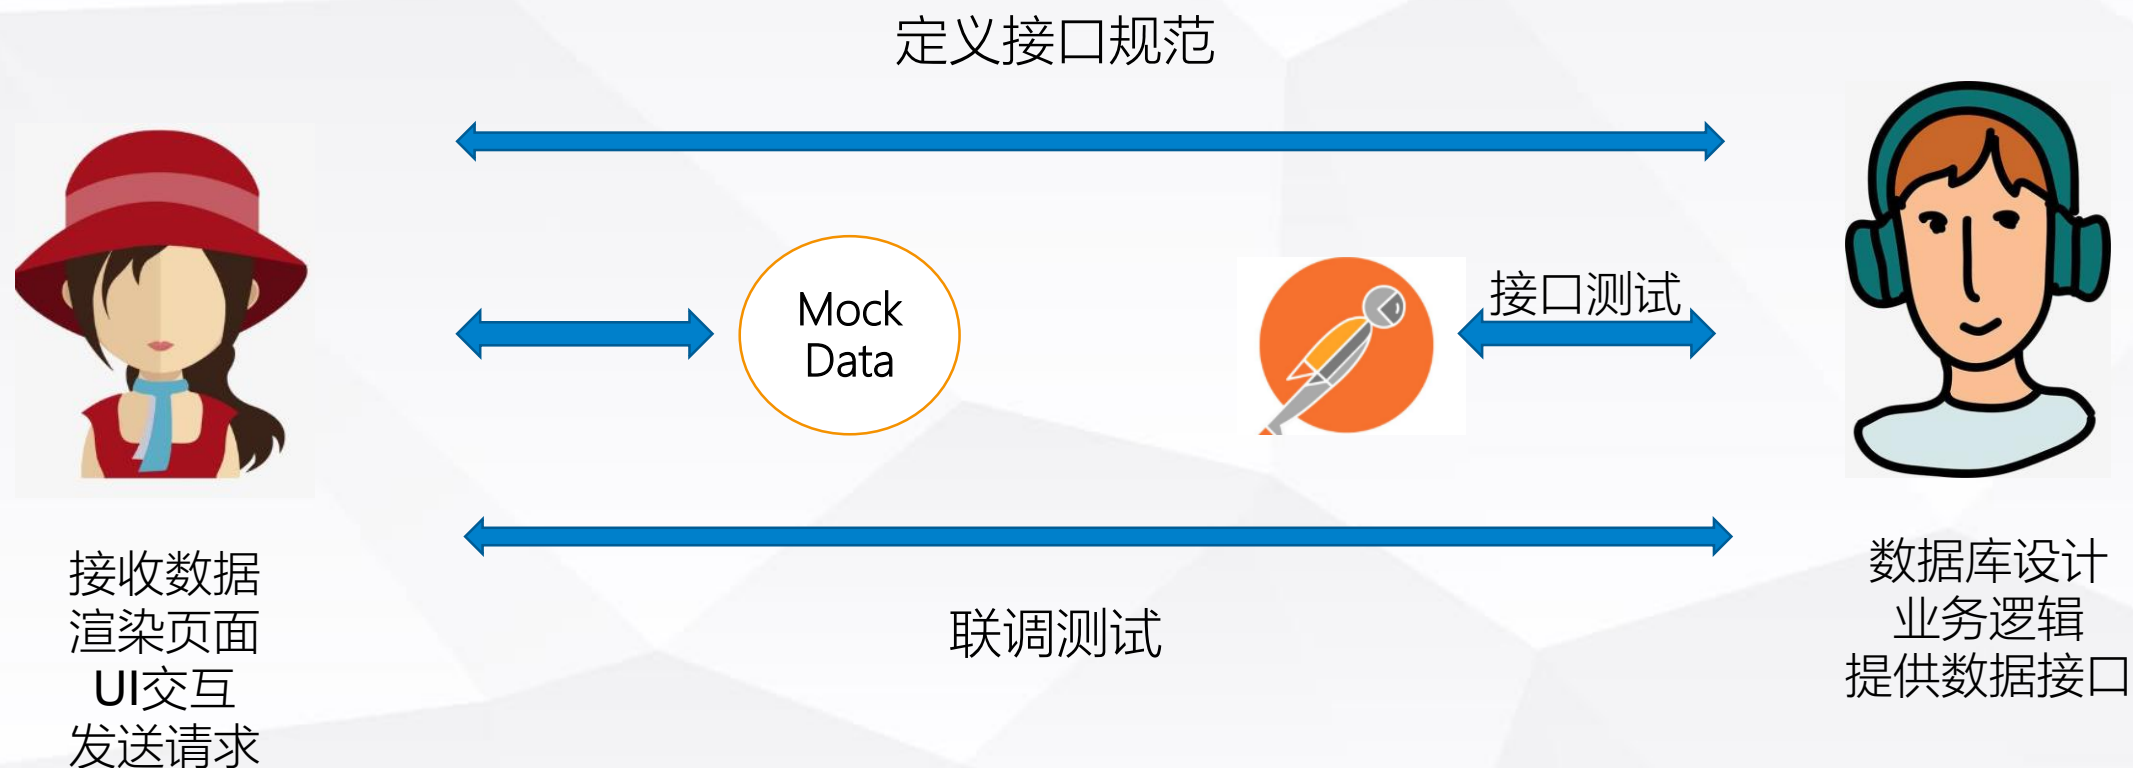 定义接口规范
Mock
Data
接口测试
接收数据
渲染页面
UI交互
发送请求
联调测试
数据库设计
业务逻辑
提供数据接口